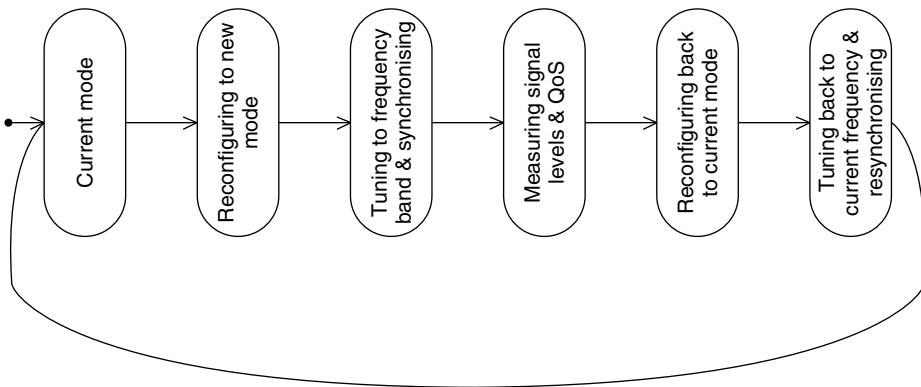 Current mode
Reconfiguring to new
mode
Tuning to frequency
band & synchronising
Measuring signal
levels & QoS
Reconfiguring back
to current mode
Tuning back to
current frequency &
resynchronising